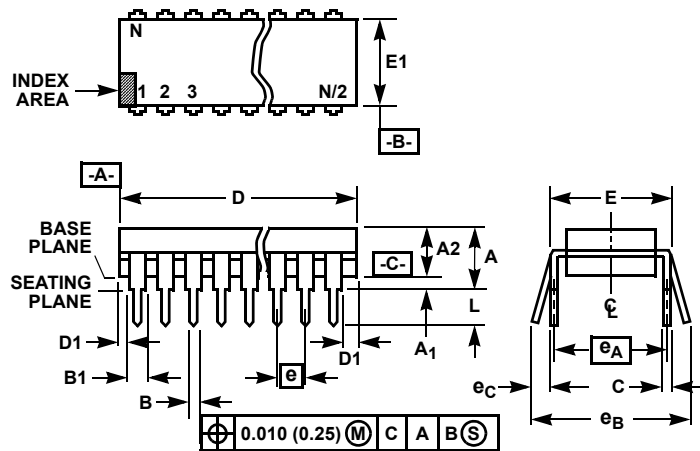 N
E1
INDEX
AREA
1 2 3 N/2
-B-
-A-
D
E
BASE
PLANE
A2
A
-C-
SEATING
PLANE
L
C L
D1
A1
D1
eA
B1
e
eC
C
B
eB
0.010 (0.25) M C A B S